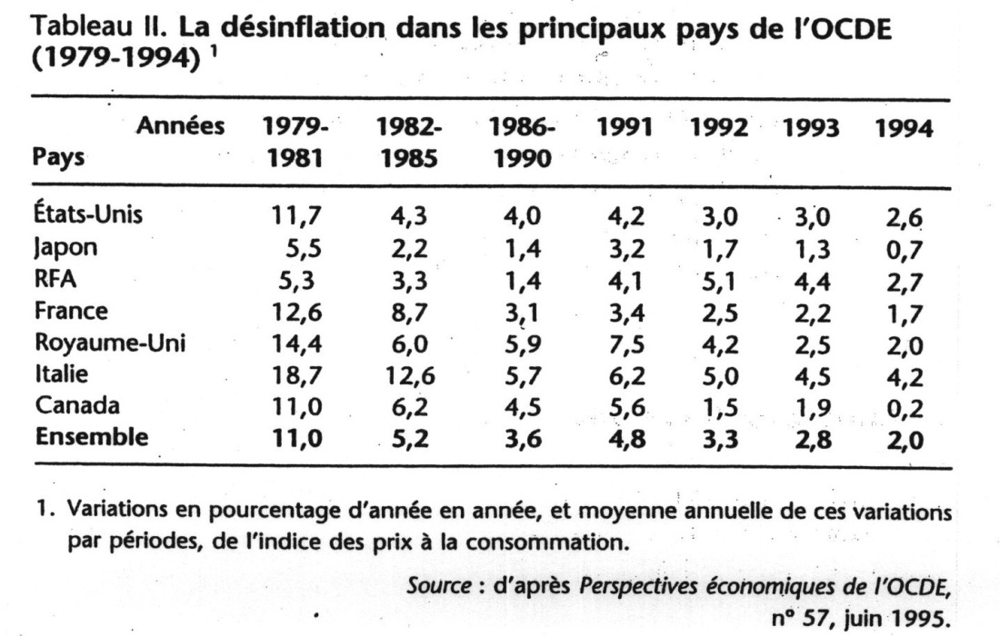 Tableau II. La désinflation dans les principaux pays de l'OCDE
(1979-1994) 1
Années 1979- 1982- 1986- 1991 1992 1993 1994
Pays 1981 1985 1990
États-Unis 11,7 4,3 4,0 4,2 3,0 3,0 2,6
Japon 5,5 2,2 1,4 3,2 1,7 1,3 0,7
RFA 5,3 3,3 1,4 4,1 5,1 4,4 2,7
France 12,6 8,7 3,1 3,4 2,5 2,2 1,7
Royaume-Uni 14,4 6,0 5,9 7,5 4,2 2,5 2,0
Italie 18,7 12,6 5,7 6,2 5,0 4,5 4,2
Canada 11,0 6,2 4,5 5,6 1,5 1,9 0,2
Ensemble 11,0 5,2 3,6 4,8 3,3 2,8 2,0
1. Variations en pourcentage d'année en année, et moyenne annuelle de ces variations
par périodes, de l'indice des prix à la consommation.
Source : d'après Perspectives économiques de l'OCDE,
n° 57, juin 1995.